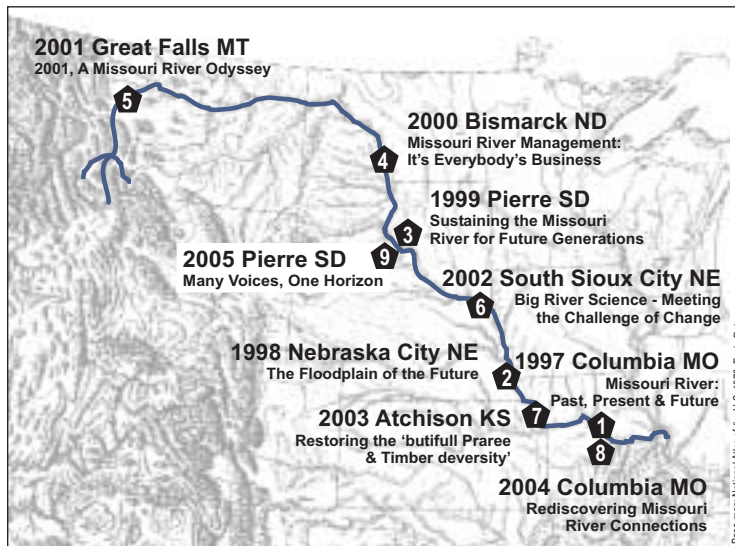 2001 Great Falls MT
2001, A Missouri River Odyssey
5
2000 Bismarck ND
Missouri River Management:
It's Everybody's Business
4
1999 Pierre SD
Sustaining the Missouri
River for Future Generations
3
2005 Pierre SD
Many Voices, One Horizon
9
2002 South Sioux City NE
Big River Science - Meeting
the Challenge of Change
6
1998 Nebraska City NE
The Floodplain of the Future
2
1997 Columbia MO
Missouri River:
Past, Present & Future
1
2003 Atchison KS
Restoring the 'butifull Praree
& Timber deversity'
7
8
2004 Columbia MO
Rediscovering Missouri
River Connections